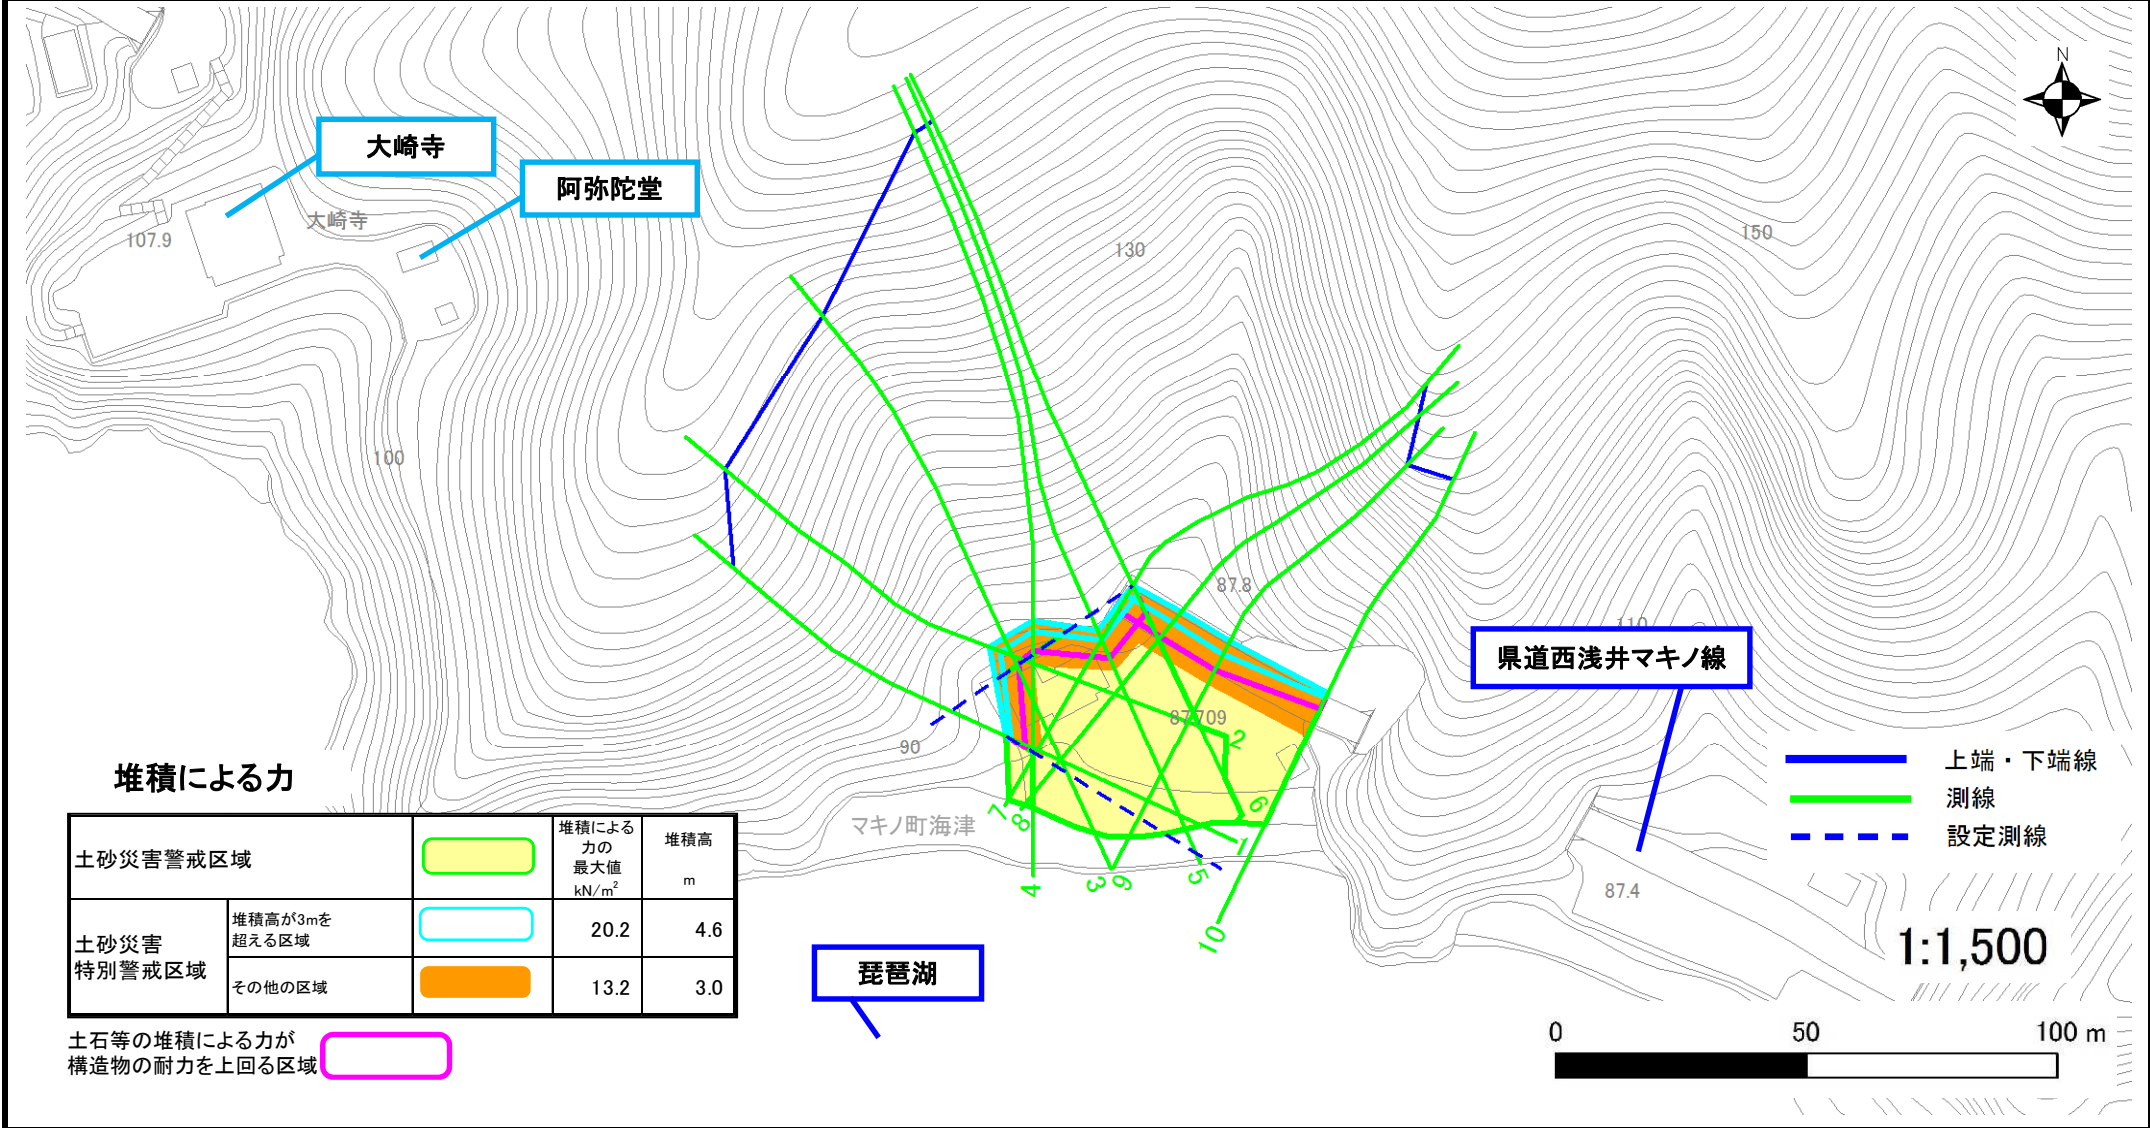 N
大崎寺
阿弥陀堂
大崎寺
107.9
130
150
100
87.8
110
県道西浅井マキノ線
87.709
90
2
6
1
7
8
4
3
9
5
10
マキノ町海津
87.4
上端・下端線
測線
設定測線
1:1,500
0 50 100 m
琵琶湖
堆積による力
堆積による
力の
最大値
kN/m²
堆積高
m
土砂災害警戒区域
土砂災害
特別警戒区域
堆積高が3mを
超える区域
20.2 4.6
その他の区域
13.2 3.0
土石等の堆積による力が
構造物の耐力を上回る区域